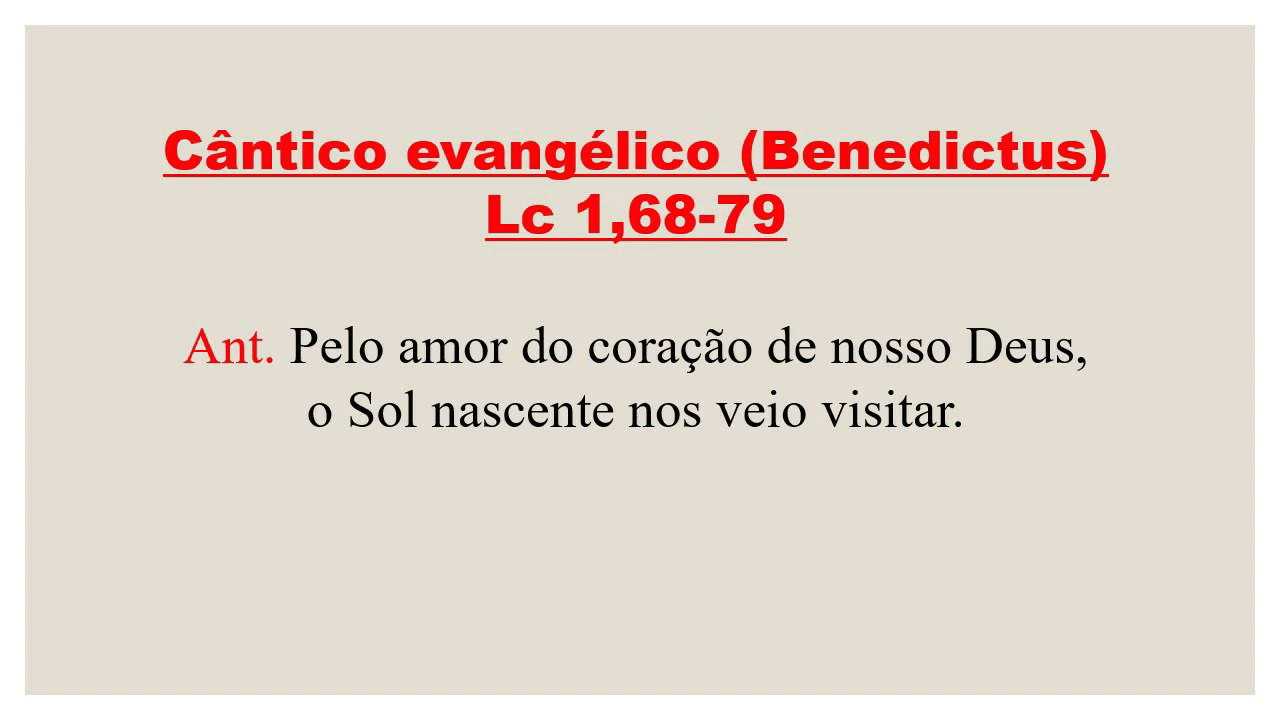 Cântico evangélico (Benedictus)
Lc 1,68-79
Ant. Pelo amor do coração de nosso Deus,
o Sol nascente nos veio visitar.